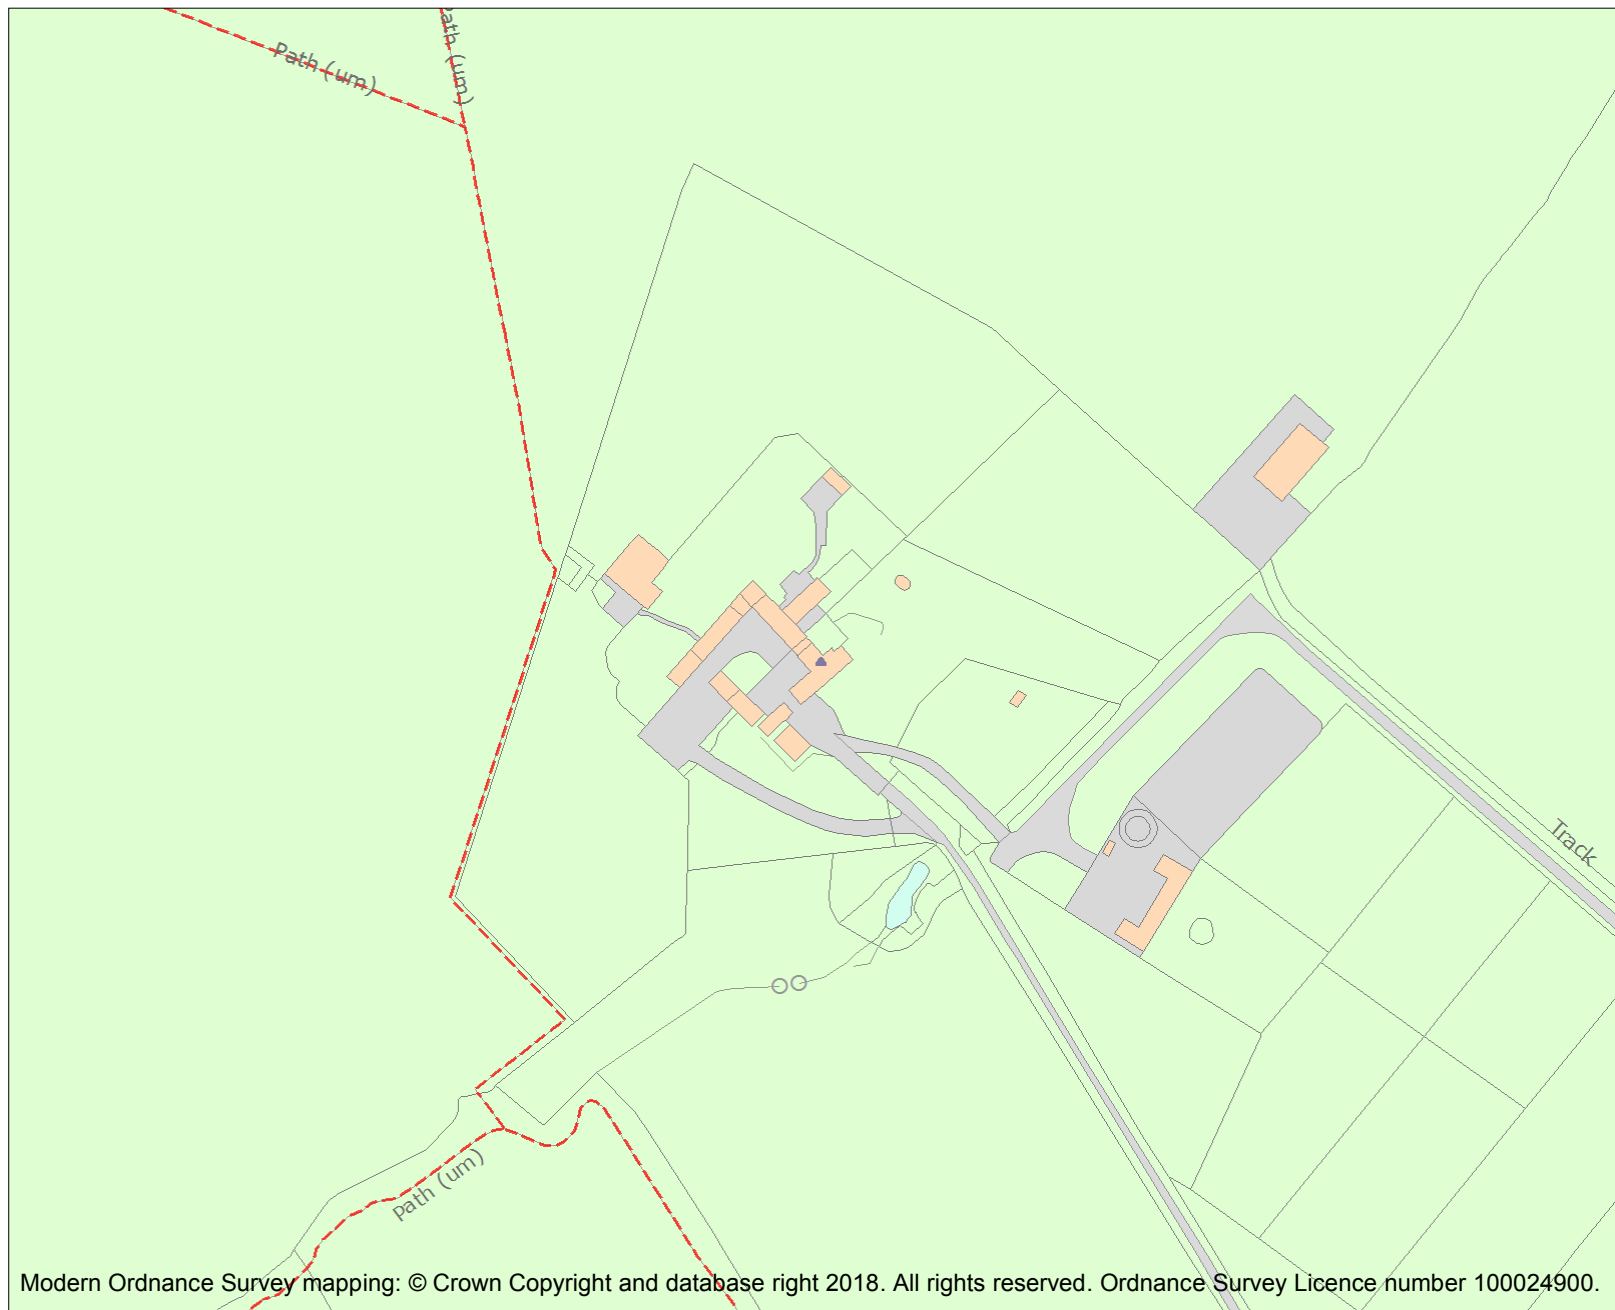 Path (um)
Path (um)
Track
Path (um)
Modern Ordnance Survey mapping: © Crown Copyright and database right 2018. All rights reserved. Ordnance Survey Licence number 100024900.